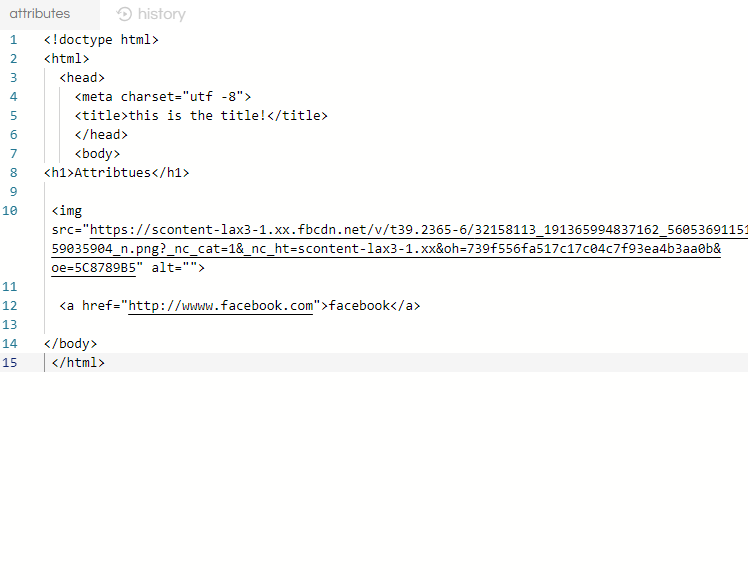 attributes history
1 <!doctype html>
2 <html>
3 <head>
4 <meta charset="utf -8">
5 <title>this is the title!</title>
6 </head>
7 <body>
8 <h1>Attribtues</h1>
9
10 <img
src="https://scontent-lax3-1.xx.fbcdn.net/v/t39.2365-6/32158113_191365994837162_56053691151
59035904_n.png?_nc_cat=1&_nc_ht=scontent-lax3-1.xx&oh=739f556fa517c17c04c7f93ea4b3aa0b&
oe=5C8789B5" alt="">
11
12 <a href="http://wwww.facebook.com">facebook</a>
13
14 </body>
15 </html>